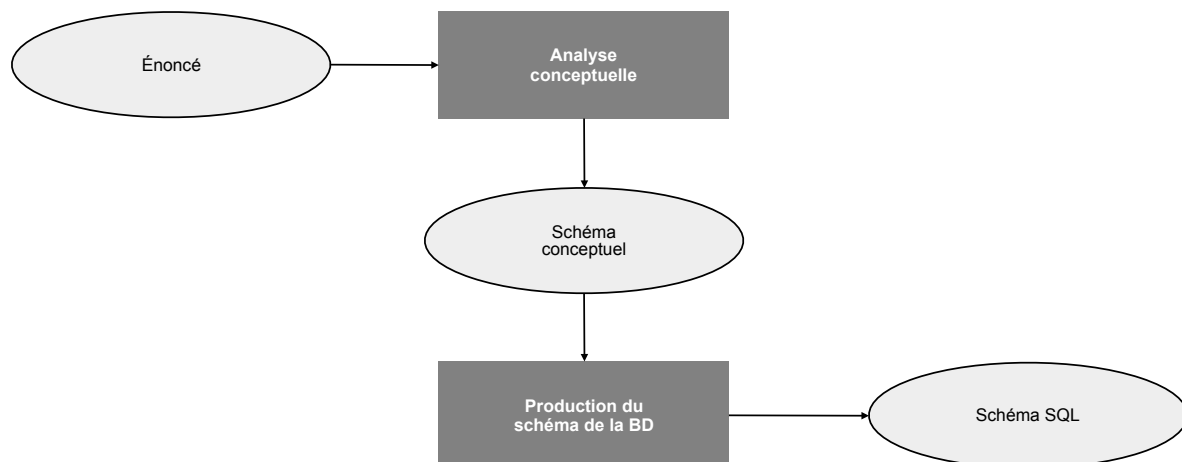 Énoncé
Analyse
conceptuelle
Schéma
conceptuel
Production du
schéma de la BD
Schéma SQL